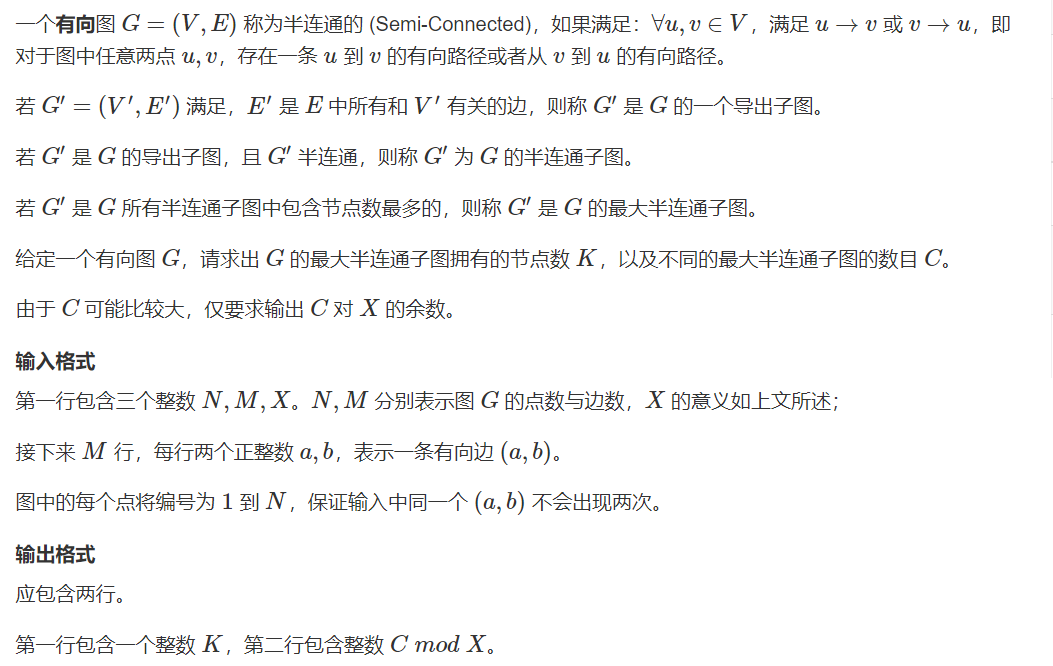 一个有向图 G = (V, E) 称为半连通的 (Semi-Connected)，如果满足：∀u, v ∈ V，满足 u → v 或 v → u，即
对于图中任意两点 u, v，存在一条 u 到 v 的有向路径或者从 v 到 u 的有向路径。
若 G′ = (V′, E′) 满足，E′ 是 E 中所有和 V′ 有关的边，则称 G′ 是 G 的一个导出子图。
若 G′ 是 G 的导出子图，且 G′ 半连通，则称 G′ 为 G 的半连通子图。
若 G′ 是 G 所有半连通子图中包含节点数最多的，则称 G′ 是 G 的最大半连通子图。
给定一个有向图 G，请求出 G 的最大半连通子图拥有的节点数 K，以及不同的最大半连通子图的数目 C。
由于 C 可能比较大，仅要求输出 C 对 X 的余数。
输入格式
第一行包含三个整数 N, M, X。N, M 分别表示图 G 的点数与边数，X 的意义如上文所述；
接下来 M 行，每行两个正整数 a, b，表示一条有向边 (a, b)。
图中的每个点将编号为 1 到 N，保证输入中同一个 (a, b) 不会出现两次。
输出格式
应包含两行。
第一行包含一个整数 K，第二行包含整数 C mod X。